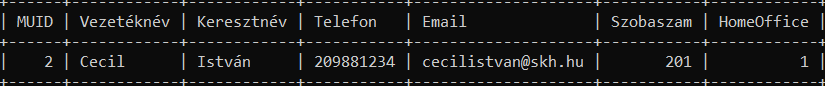 | MUID | Vezetéknév | Keresztnév | Telefon | Email | Szobaszam | HomeOffice |
| 2 | Cecil | István | 209881234 | cecilistvan@skh.hu | 201 | 1 |